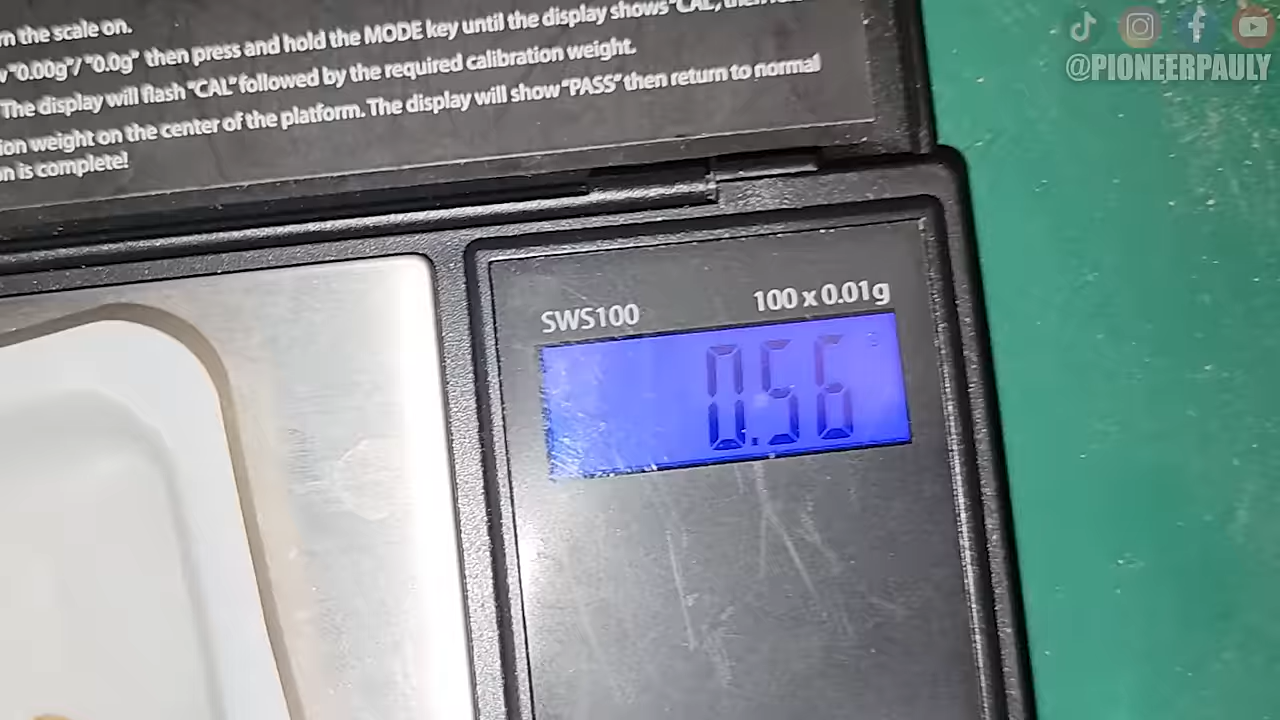 rn the scale on.
"0.00g"/ "0.0g" then press and hold the MODE key until the display shows "CAL",
The display will flash "CAL" followed by the required calibration weight.
ion weight on the center of the platform. The display will show "PASS" then return to normal
n is complete!
SWS100
100 x 0.01g
0.56
@PIONEERPAULY